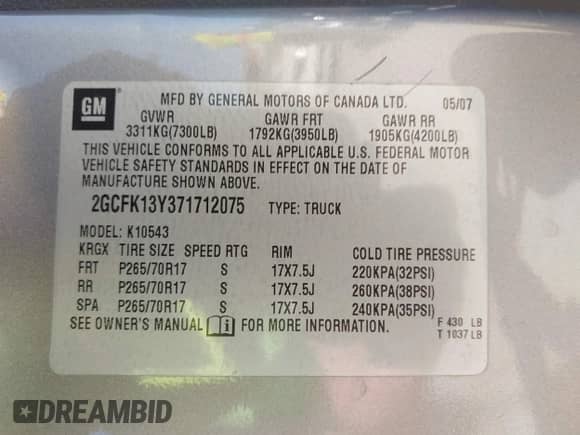 GM
MFD BY GENERAL MOTORS OF CANADA LTD. 05/07
GVWR GAWR FRT GAWR RR
3311KG(7300LB) 1792KG(3950LB) 1905KG(4200LB)
THIS VEHICLE CONFORMS TO ALL APPLICABLE U.S. FEDERAL MOTOR
VEHICLE SAFETY STANDARDS IN EFFECT ON THE DATE OF
MANUFACTURE SHOWN ABOVE.
2GCFK13Y371712075 TYPE: TRUCK
MODEL: K10543
KRGX TIRE SIZE SPEED RTG RIM COLD TIRE PRESSURE
FRT P265/70R17 S 17X7.5J 220KPA(32PSI)
RR P265/70R17 S 17X7.5J 260KPA(38PSI)
SPA P265/70R17 S 17X7.5J 240KPA(35PSI)
SEE OWNER'S MANUAL i FOR MORE INFORMATION.
F 430 LB
T 1037 LB
DREAMBID